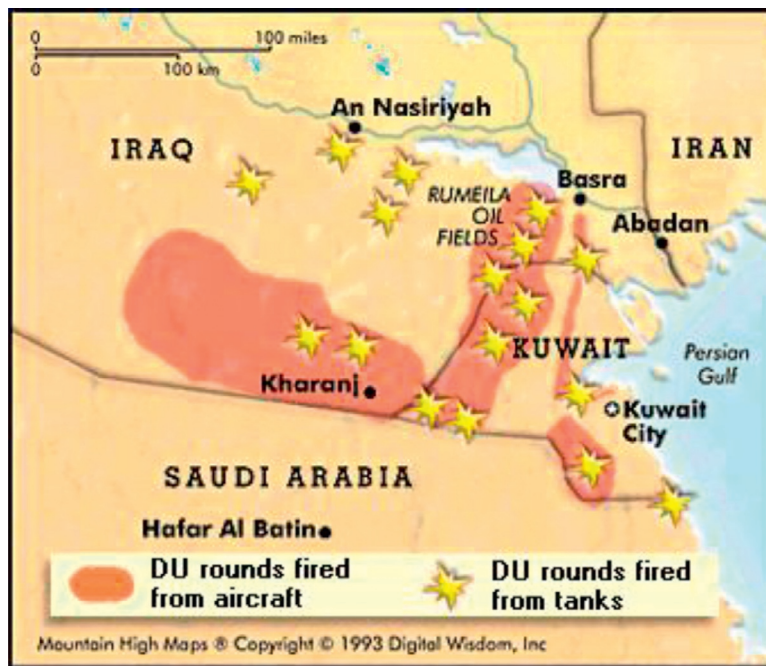 0 100 miles
0 100 km
An Nasiriyah
IRAQ
IRAN
Basra
RUMEILA
OIL
FIELDS
Abadan
KUWAIT
Persian
Gulf
Kharanj
Kuwait
City
SAUDI ARABIA
Hafar Al Batin
DU rounds fired
from aircraft
DU rounds fired
from tanks
Mountain High Maps ® Copyright © 1993 Digital Wisdom, Inc